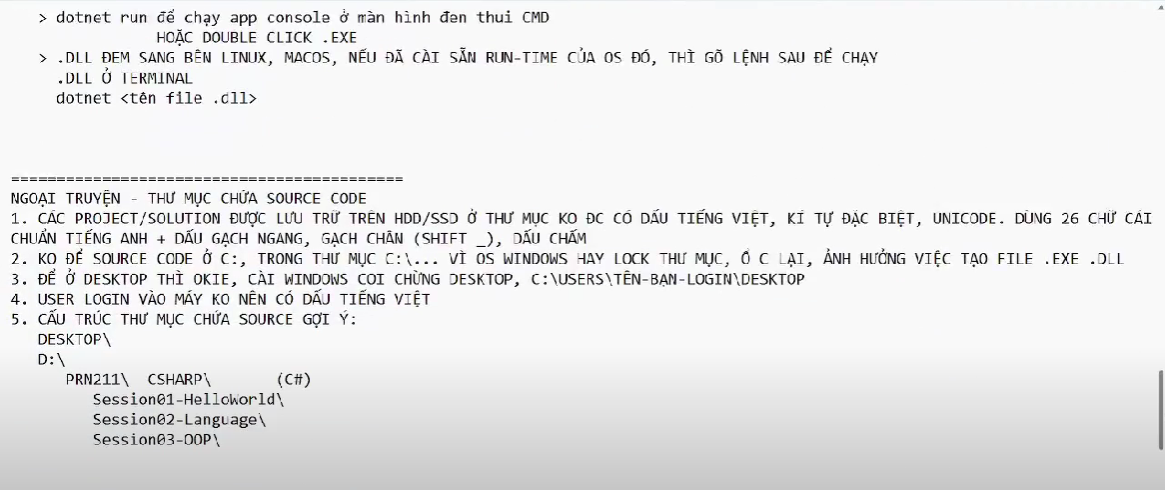 > dotnet run để chạy app console ở màn hình đen thui CMD
HOẶC DOUBLE CLICK .EXE
> .DLL ĐEM SANG BÊN LINUX, MACOS, NẾU ĐÃ CÀI SẴN RUN-TIME CỦA OS ĐÓ, THÌ GÕ LỆNH SAU ĐỂ CHẠY
.DLL Ở TERMINAL
dotnet <tên file .dll>
===========================================
NGOẠI TRUYỆN - THƯ MỤC CHỨA SOURCE CODE
1. CÁC PROJECT/SOLUTION ĐƯỢC LƯU TRỮ TRÊN HDD/SSD Ở THƯ MỤC KO ĐC CÓ DẤU TIẾNG VIỆT, KÍ TỰ ĐẶC BIỆT, UNICODE. DÙNG 26 CHỮ CÁI
CHUẨN TIẾNG ANH + DẤU GẠCH NGANG, GẠCH CHÂN (SHIFT _), DẤU CHẤM
2. KO ĐỂ SOURCE CODE Ở C:, TRONG THƯ MỤC C:\... VÌ OS WINDOWS HAY LOCK THƯ MỤC, Ổ C LẠI, ẢNH HƯỞNG VIỆC TẠO FILE .EXE .DLL
3. ĐỂ Ở DESKTOP THÌ OKIE, CÀI WINDOWS COI CHỪNG DESKTOP, C:\USERS\TÊN-BẠN-LOGIN\DESKTOP
4. USER LOGIN VÀO MÁY KO NÊN CÓ DẤU TIẾNG VIỆT
5. CẤU TRÚC THƯ MỤC CHỨA SOURCE GỢI Ý:
DESKTOP\
D:\
PRN211\  CSHARP\       (C#)
Session01-HelloWorld\
Session02-Language\
Session03-OOP\